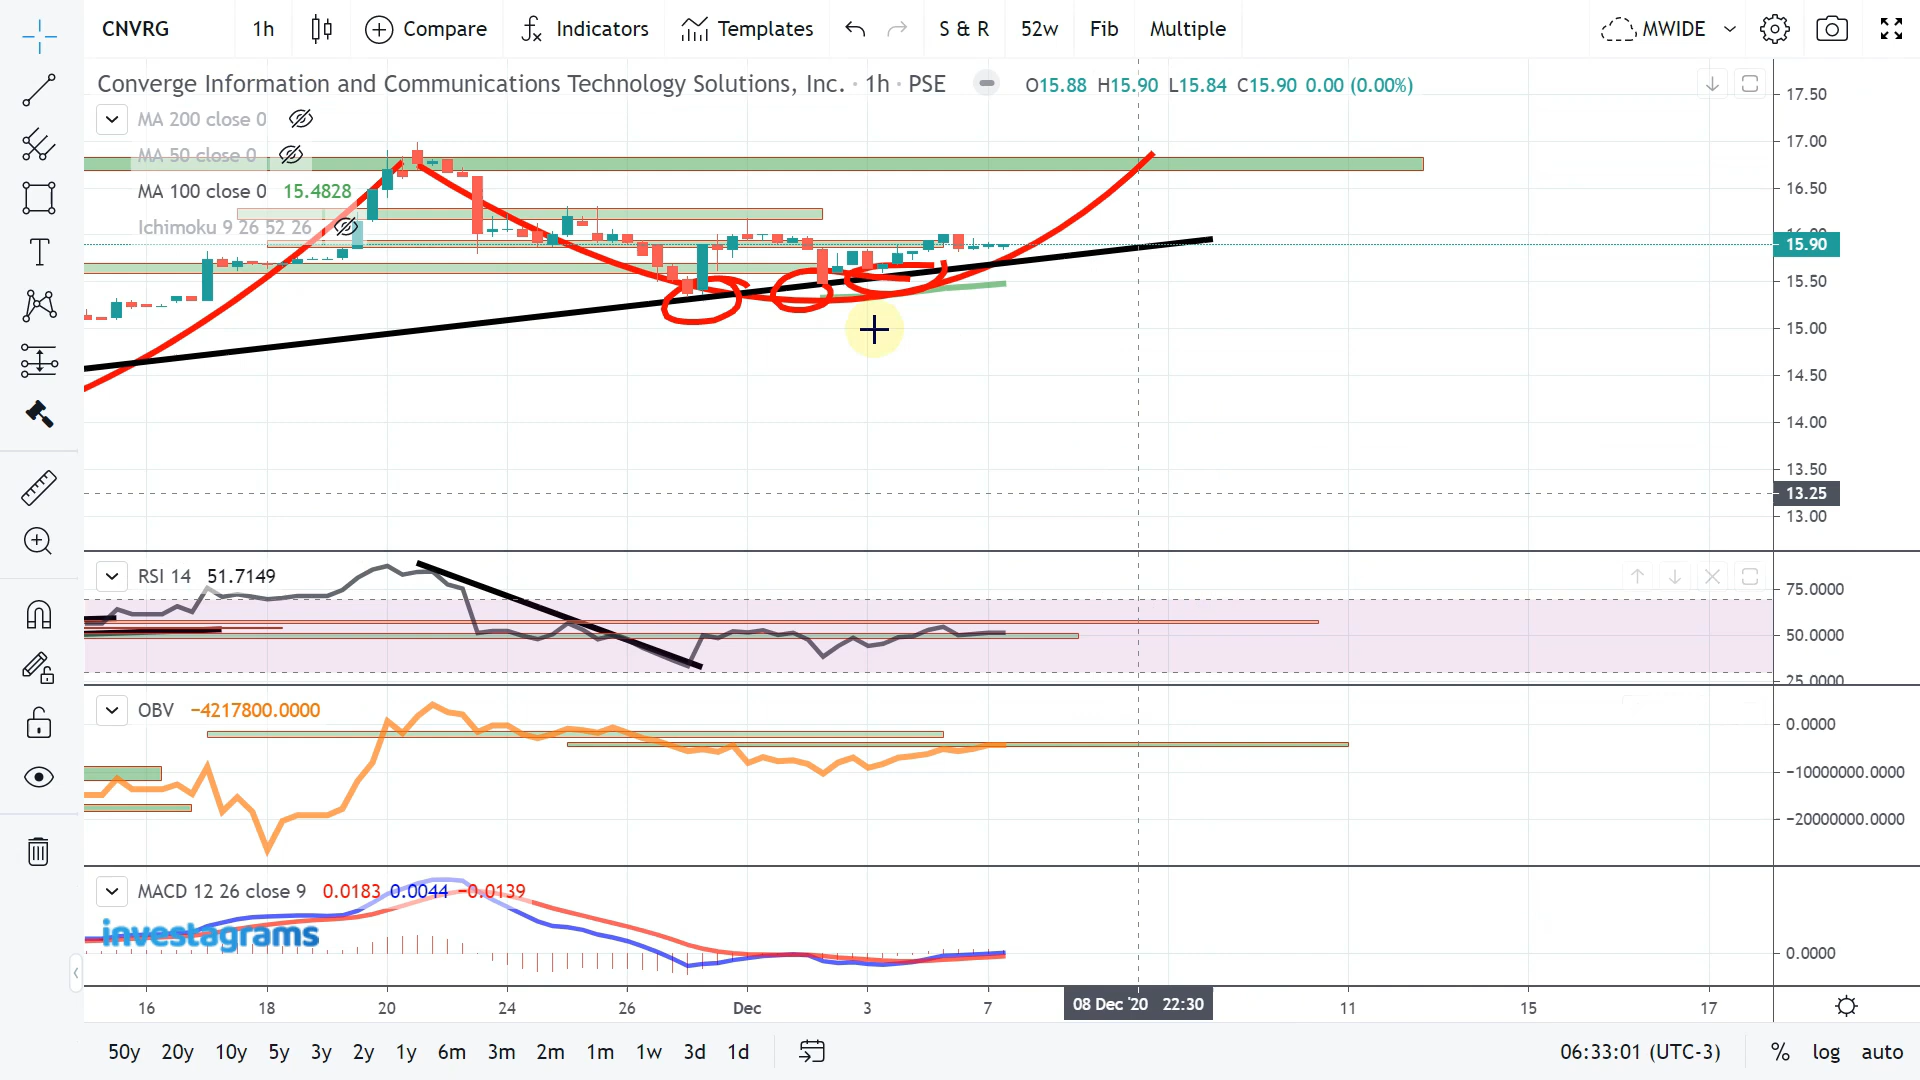 CNVRG 1h Compare Indicators Templates S & R 52w Fib Multiple MWIDE
Converge Information and Communications Technology Solutions, Inc. · 1h · PSE O15.88 H15.90 L15.84 C15.90 0.00 (0.00%)
MA 200 close 0
MA 50 close 0
MA 100 close 0 15.4828
Ichimoku 9 26 52 26
17.50
17.00
16.50
16.00
15.90
15.50
15.00
14.50
14.00
13.50
13.25
13.00
RSI 14 51.7149
75.0000
50.0000
25.0000
OBV −4217800.0000
0.0000
−10000000.0000
−20000000.0000
MACD 12 26 close 9 0.0183 0.0044 −0.0139
investagrams
0.0000
16 18 20 24 26 Dec 3 7 08 Dec '20 22:30 11 15 17
50y 20y 10y 5y 3y 2y 1y 6m 3m 2m 1m 1w 3d 1d 06:33:01 (UTC-3) % log auto